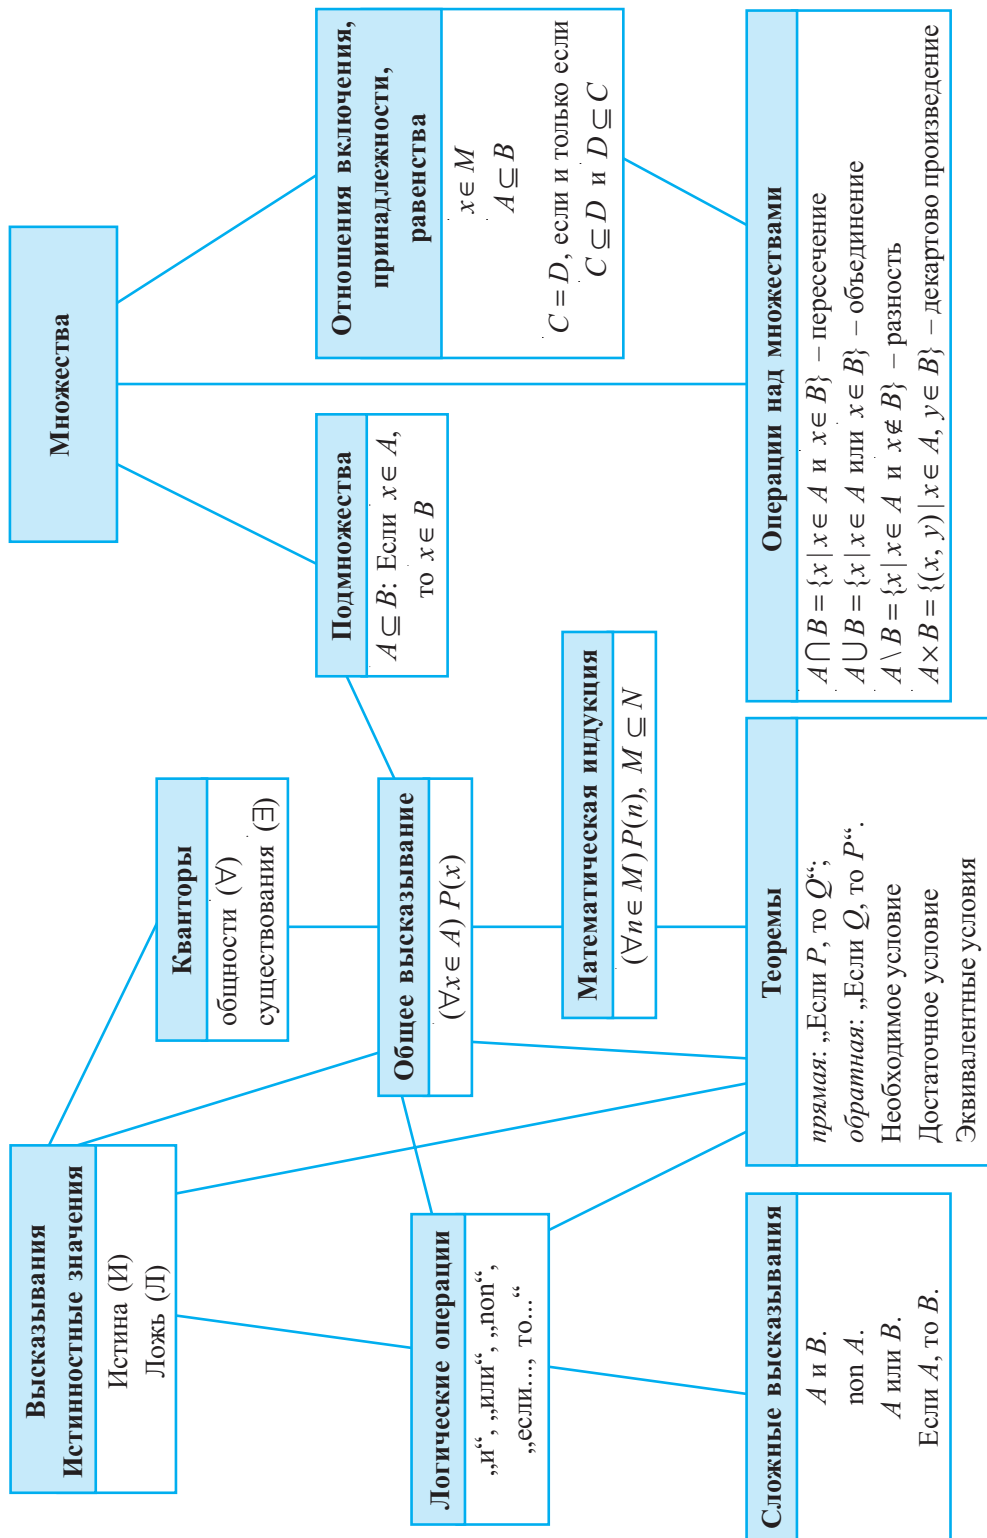 Высказывания
Истинностные значения
Истина (И)
Ложь (Л)
Множества
Кванторы
общности (∀)
существования (∃)
Логические операции
„и“, „или“, „non“,
„если..., то...“
Общее высказывание
(∀x∈A) P(x)
Подмножества
A⊆B: Если x∈A,
то x∈B
Отношения включения,
принадлежности,
равенства
x∈M
A⊆B
C=D, если и только если
C⊆D и D⊆C
Математическая индукция
(∀n∈M)P(n), M⊆N
Сложные высказывания
A и B.
non A.
A или B.
Если A, то B.
Теоремы
прямая: „Если P, то Q“;
обратная: „Если Q, то P“.
Необходимое условие
Достаточное условие
Эквивалентные условия
Операции над множествами
A⋂B={x|x∈A и x∈B} – пересечение
A⋃B={x|x∈A или x∈B} – объединение
A\B={x|x∈A и x∉B} – разность
A×B={(x, y)|x∈A, y∈B} – декартово произведение